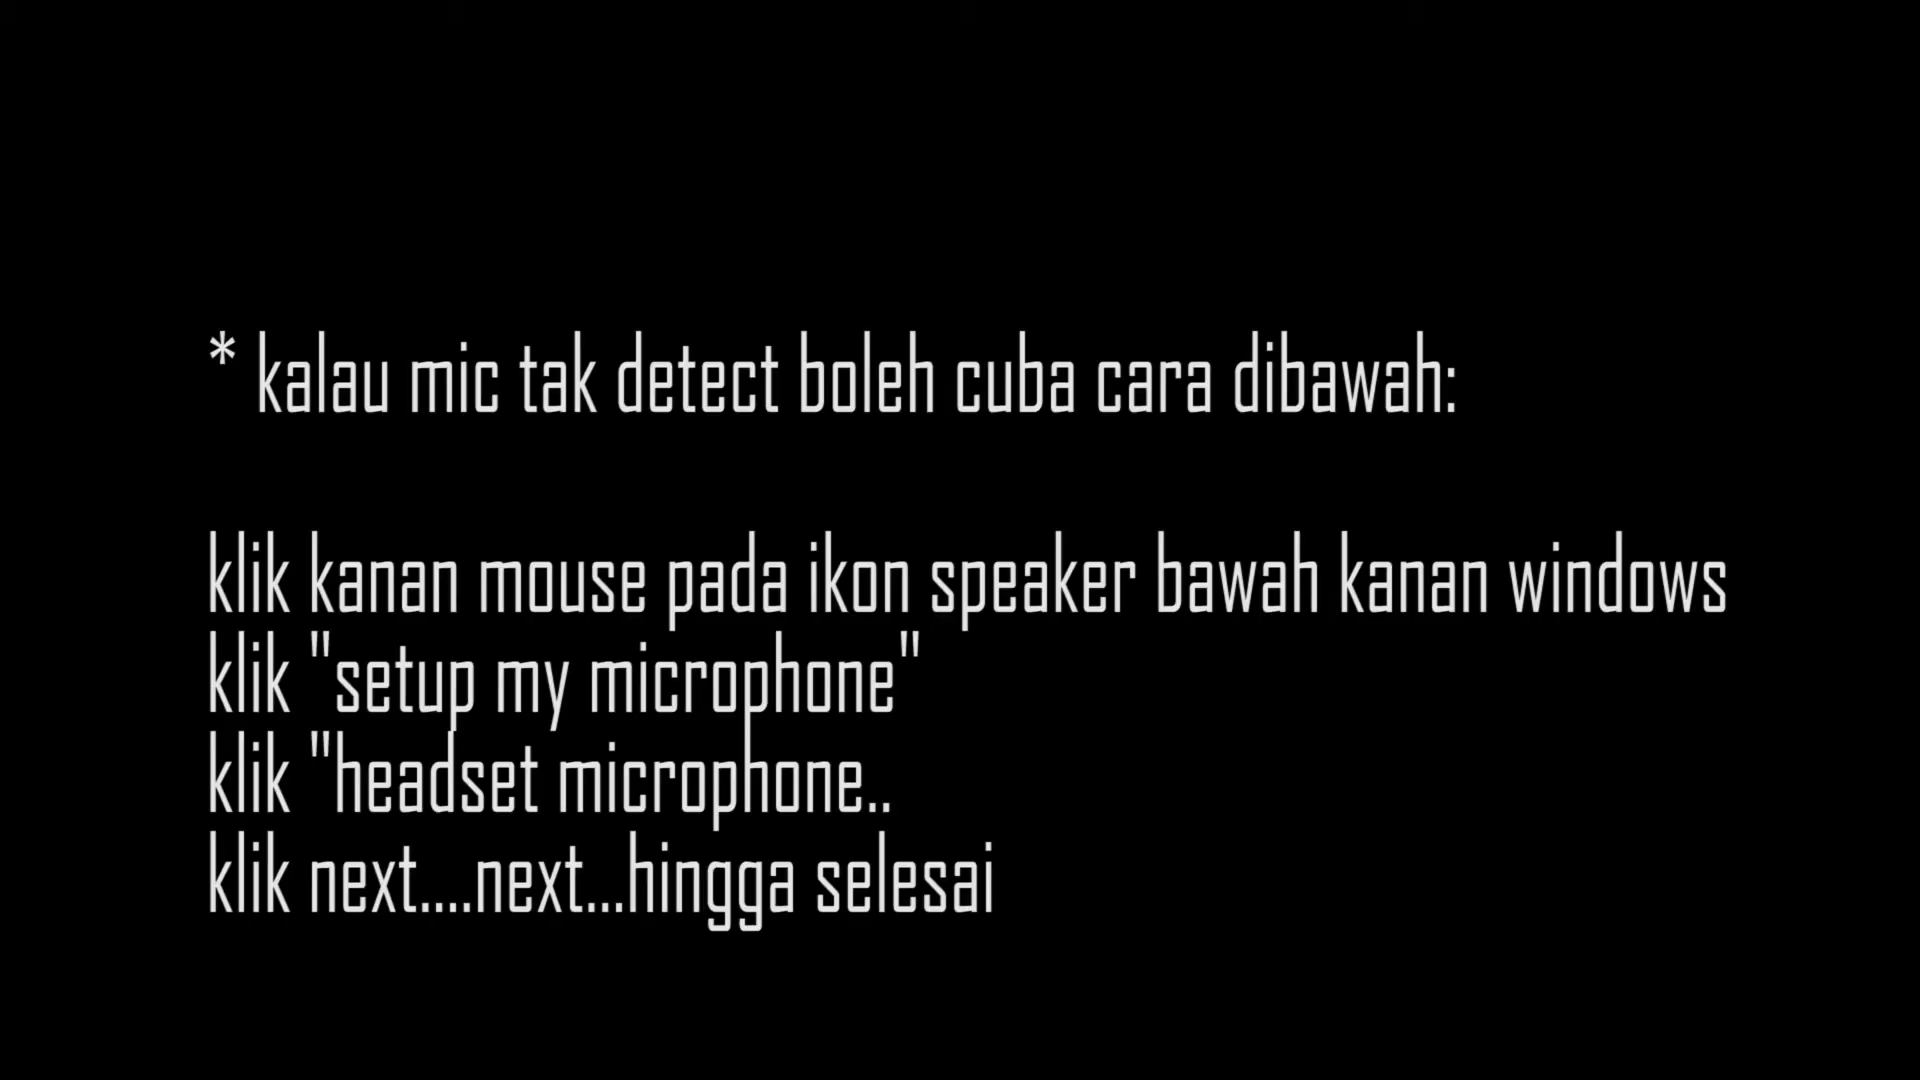 * kalau mic tak detect boleh cuba cara dibawah:
klik kanan mouse pada ikon speaker bawah kanan windows
klik "setup my microphone"
klik "headset microphone..
klik next....next...hingga selesai